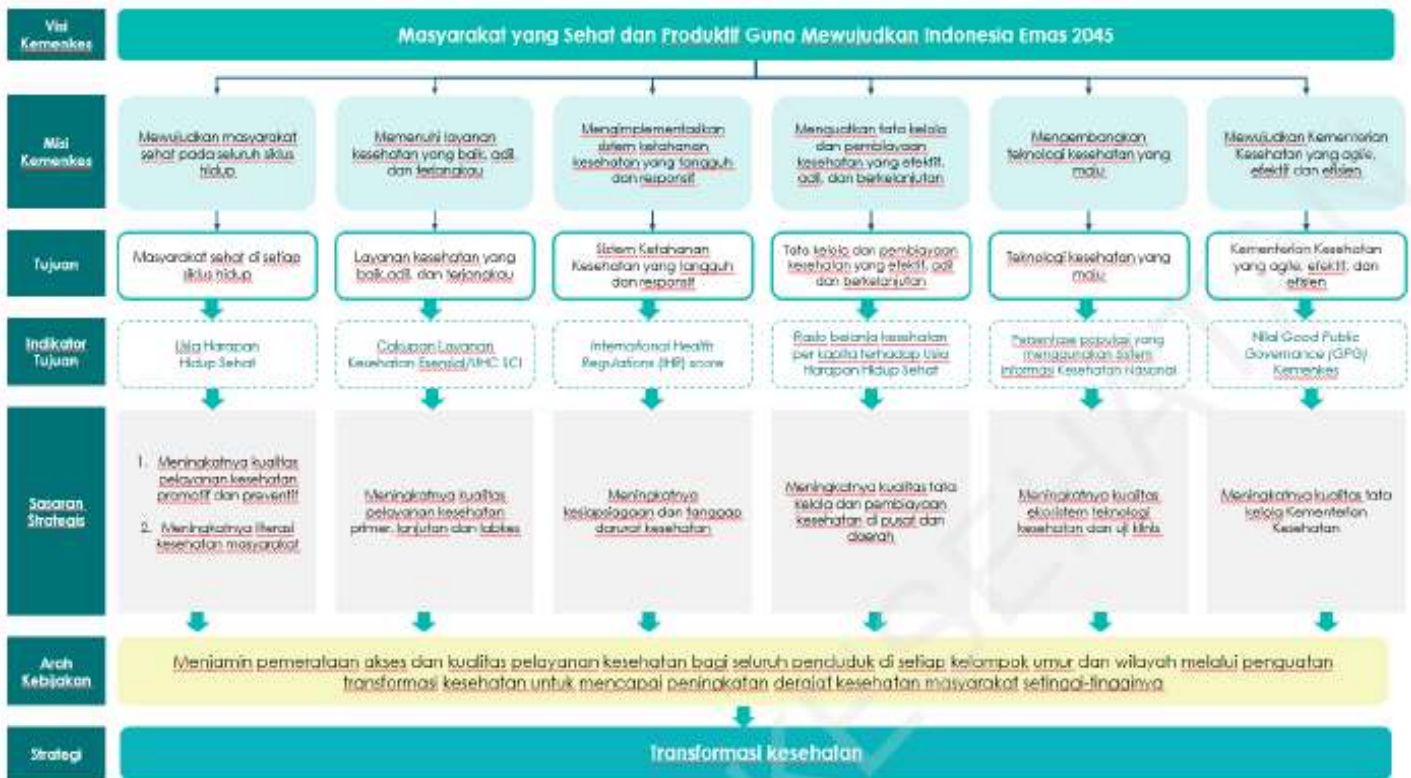 Visi
Kemenkes
Masyarakat yang Sehat dan Produktif Guna Mewujudkan Indonesia Emas 2045
Misi
Kemenkes
Mewujudkan masyarakat
sehat pada seluruh siklus
hidup
Memenuhi layanan
kesehatan yang baik, adil
dan terjangkau
Mengimplementasikan
sistem ketahanan
kesehatan yang tangguh
dan responsif
Menguatkan tata kelola
dan pembiayaan
kesehatan yang efektif,
adil, dan berkelanjutan
Mengembangkan
teknologi kesehatan yang
maju
Mewujudkan Kementerian
Kesehatan yang agile,
efektif dan efisien
Tujuan
Masyarakat sehat di setiap
siklus hidup
Layanan kesehatan yang
baik,adil, dan terjangkau
Sistem Ketahanan
Kesehatan yang tangguh
dan responsif
Tata kelola dan pembiayaan
kesehatan yang efektif, adil
dan berkelanjutan
Teknologi kesehatan yang
maju
Kementerian Kesehatan
yang agile, efektif, dan
efisien
Indikator
Tujuan
Usia Harapan
Hidup Sehat
Cakupan Layanan
Kesehatan Esensial/UHC SCI
International Health
Regulations (IHR) score
Rasio belanja kesehatan
per kapita terhadap Usia
Harapan Hidup Sehat
Persentase populasi yang
menggunakan Sistem
Informasi Kesehatan Nasional
Nilai Good Public
Governance (GPG)
Kemenkes
Sasaran
Strategis
1. Meningkatnya kualitas
pelayanan kesehatan
promotif dan preventif
2. Meningkatnya literasi
kesehatan masyarakat
Meningkatnya kualitas
pelayanan kesehatan
primer, lanjutan dan labkes
Meningkatnya
kesiapsiagaan dan tanggap
darurat kesehatan
Meningkatnya kualitas tata
kelola dan pembiayaan
kesehatan di pusat dan
daerah
Meningkatnya kualitas
ekosistem teknologi
kesehatan dan uji klinis
Meningkatnya kualitas tata
kelola Kementerian
Kesehatan
Arah
Kebijakan
Menjamin pemerataan akses dan kualitas pelayanan kesehatan bagi seluruh penduduk di setiap kelompok umur dan wilayah melalui penguatan
transformasi kesehatan untuk mencapai peningkatan derajat kesehatan masyarakat setinggi-tingginya
Strategi
Transformasi kesehatan